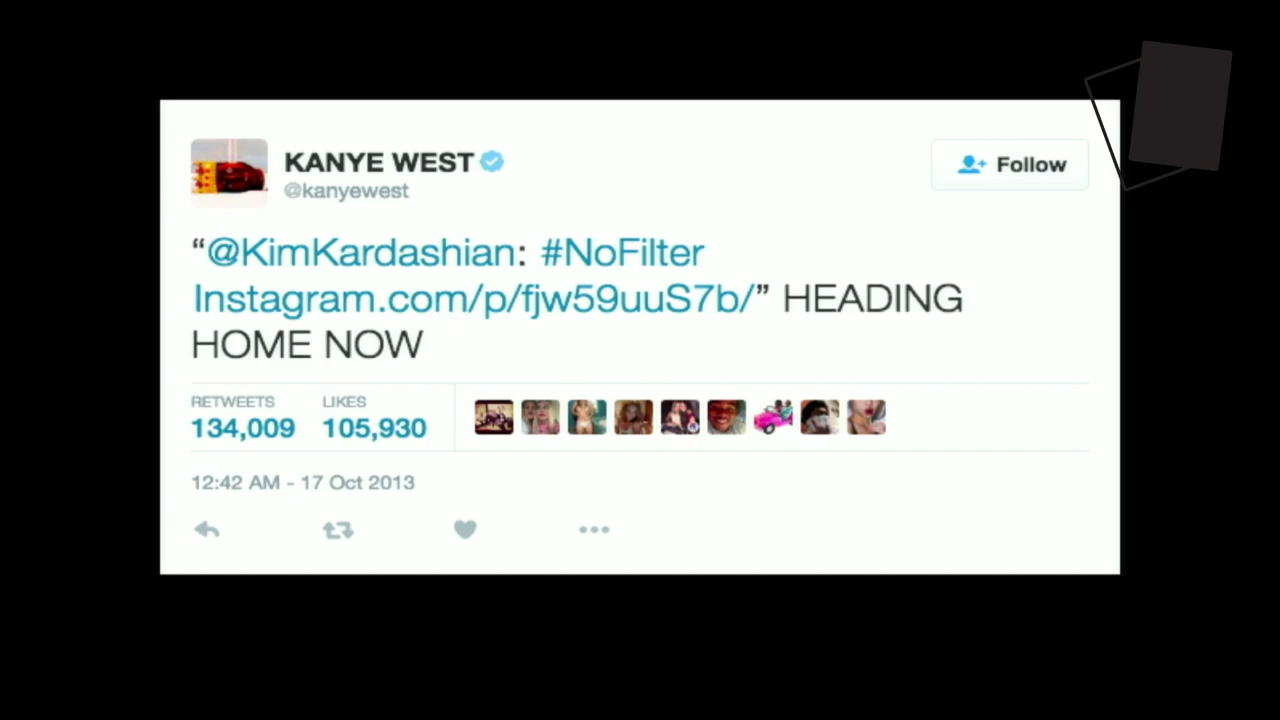 KANYE WEST
@kanyewest
Follow
“@KimKardashian: #NoFilter
Instagram.com/p/fjw59uuS7b/” HEADING
HOME NOW
RETWEETS LIKES
134,009 105,930
12:42 AM - 17 Oct 2013